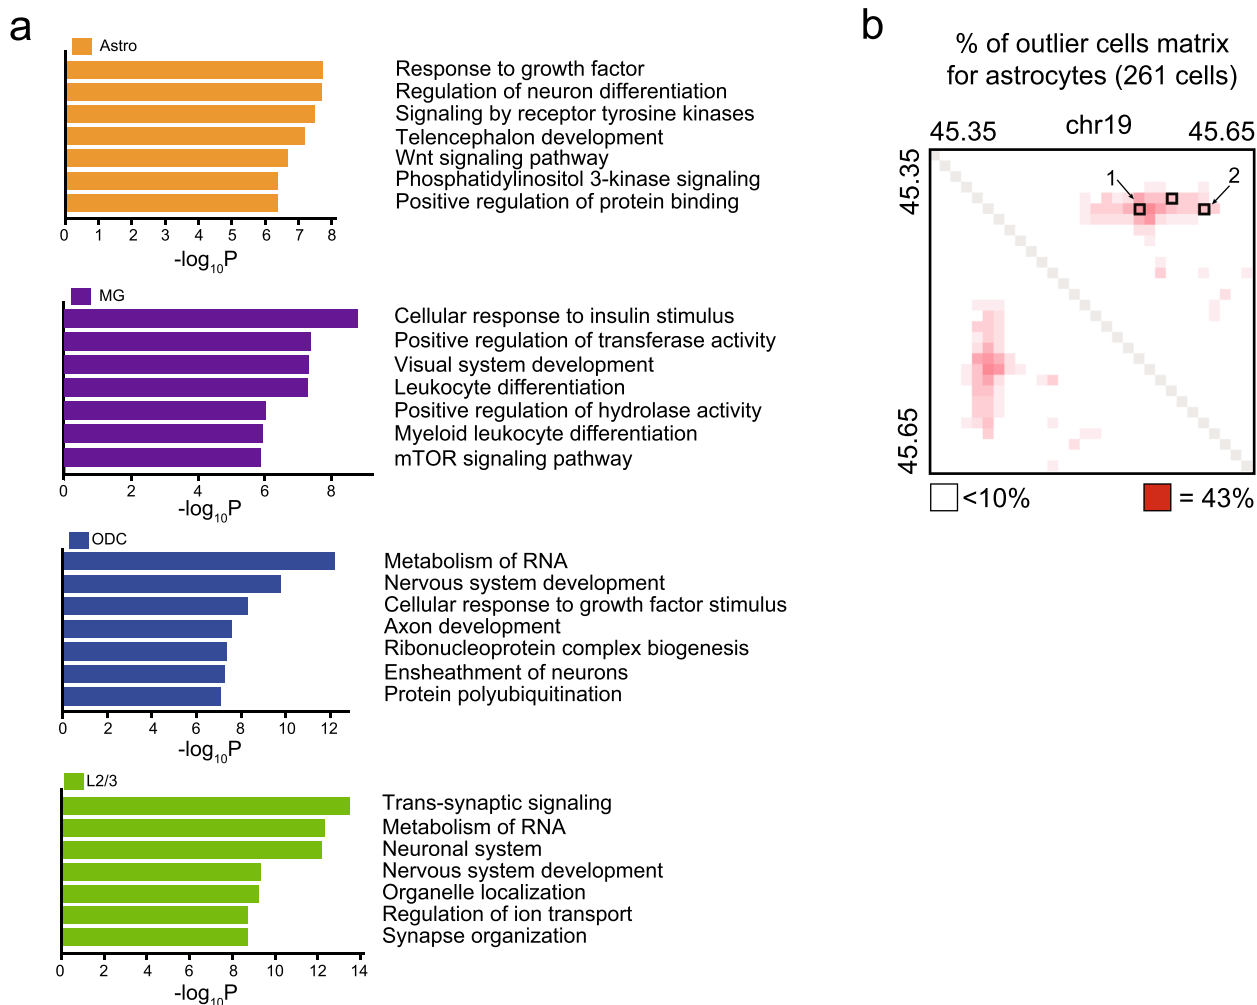 a
Astro
Response to growth factor
Regulation of neuron differentiation
Signaling by receptor tyrosine kinases
Telencephalon development
Wnt signaling pathway
Phosphatidylinositol 3-kinase signaling
Positive regulation of protein binding
0 1 2 3 4 5 6 7 8
-log10P
MG
Cellular response to insulin stimulus
Positive regulation of transferase activity
Visual system development
Leukocyte differentiation
Positive regulation of hydrolase activity
Myeloid leukocyte differentiation
mTOR signaling pathway
0 2 4 6 8
-log10P
ODC
Metabolism of RNA
Nervous system development
Cellular response to growth factor stimulus
Axon development
Ribonucleoprotein complex biogenesis
Ensheathment of neurons
Protein polyubiquitination
0 2 4 6 8 10 12
-log10P
L2/3
Trans-synaptic signaling
Metabolism of RNA
Neuronal system
Nervous system development
Organelle localization
Regulation of ion transport
Synapse organization
0 2 4 6 8 10 12 14
-log10P
b
% of outlier cells matrix
for astrocytes (261 cells)
45.35 chr19 45.65
45.35
45.65
1
2
<10%
= 43%